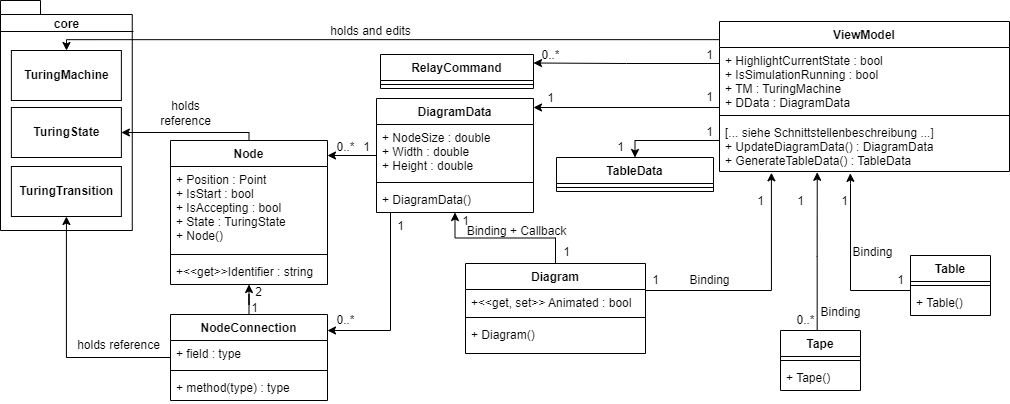 core
TuringMachine
TuringState
TuringTransition
holds and edits
ViewModel
+ HighlightCurrentState : bool
+ IsSimulationRunning : bool
+ TM : TuringMachine
+ DData : DiagramData
[... siehe Schnittstellenbeschreibung ...]
+ UpdateDiagramData() : DiagramData
+ GenerateTableData() : TableData
0..*
1
RelayCommand
1
1
DiagramData
+ NodeSize : double
+ Width : double
+ Height : double
+ DiagramData()
1
1
TableData
holds
reference
0..*
1
Node
+ Position : Point
+ IsStart : bool
+ IsAccepting : bool
+ State : TuringState
+ Node()
+<<get>>Identifier : string
2
1
1
0..*
NodeConnection
+ field : type
+ method(type) : type
holds reference
1
Binding + Callback
1
Diagram
+<<get, set>> Animated : bool
+ Diagram()
1
Binding
1
1
Binding
0..*
Tape
+ Tape()
1
Binding
1
Table
+ Table()